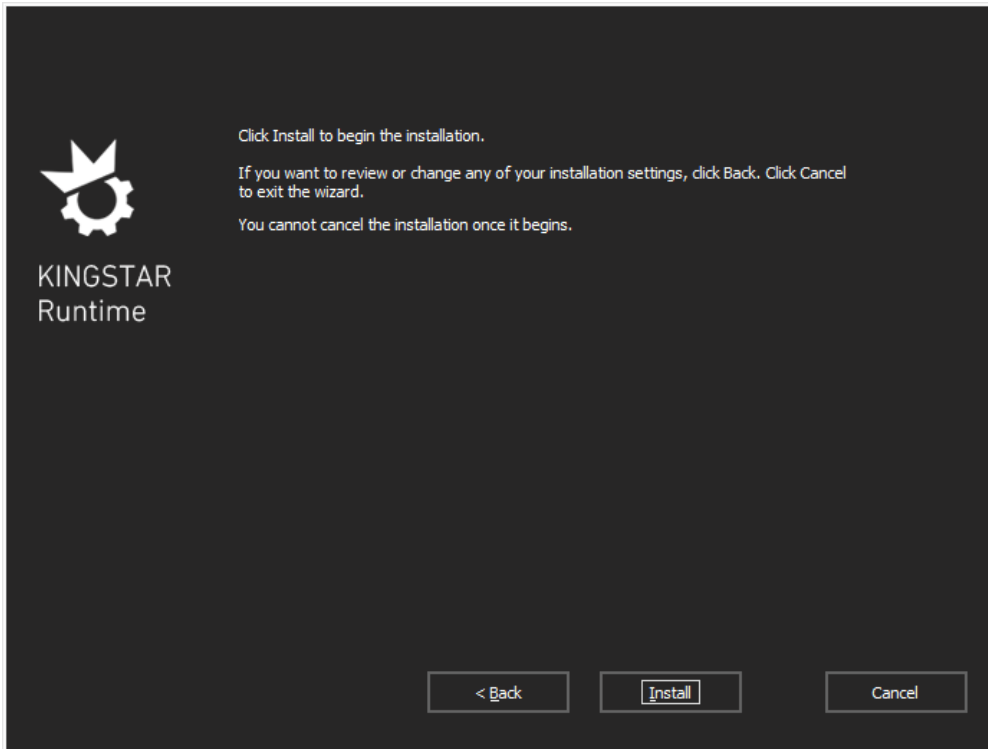 Click Install to begin the installation.
If you want to review or change any of your installation settings, click Back. Click Cancel
to exit the wizard.
You cannot cancel the installation once it begins.
KINGSTAR
Runtime
< Back
Install
Cancel